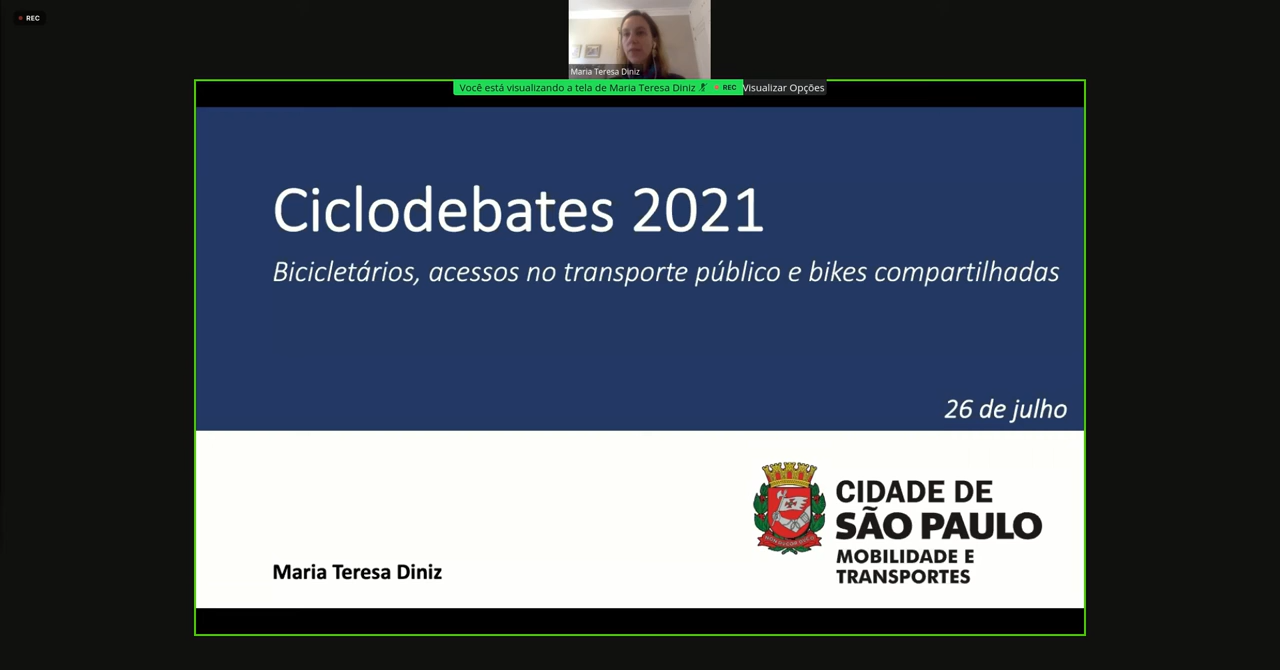 REC
Maria Teresa Diniz
Você está visualizando a tela de Maria Teresa Diniz REC Visualizar Opções
Ciclodebates 2021
Bicicletários, acessos no transporte público e bikes compartilhadas
26 de julho
CIDADE DE
SÃO PAULO
MOBILIDADE E
TRANSPORTES
Maria Teresa Diniz